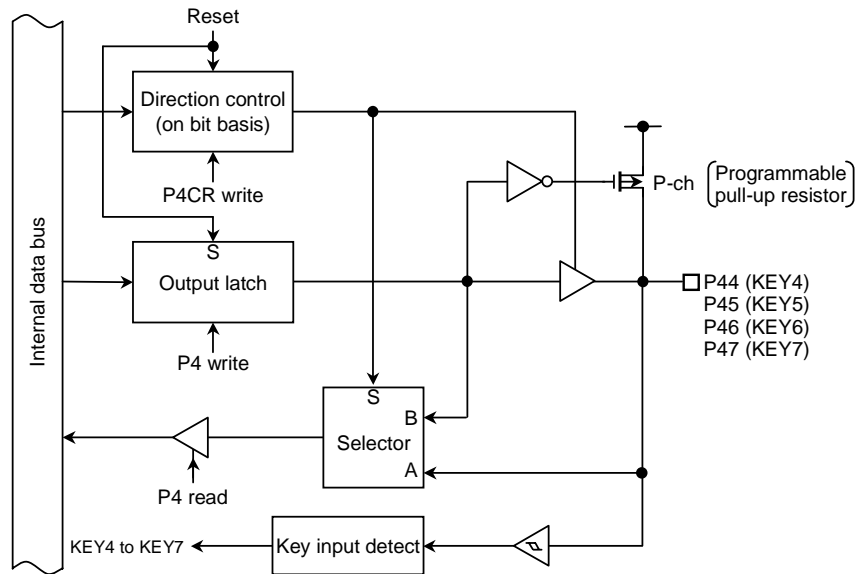 Reset
Direction control
(on bit basis)
P4CR write
P-ch
Programmable
pull-up resistor
Internal data bus
S
Output latch
P4 write
P44 (KEY4)
P45 (KEY5)
P46 (KEY6)
P47 (KEY7)
S
B
Selector
A
P4 read
KEY4 to KEY7
Key input detect